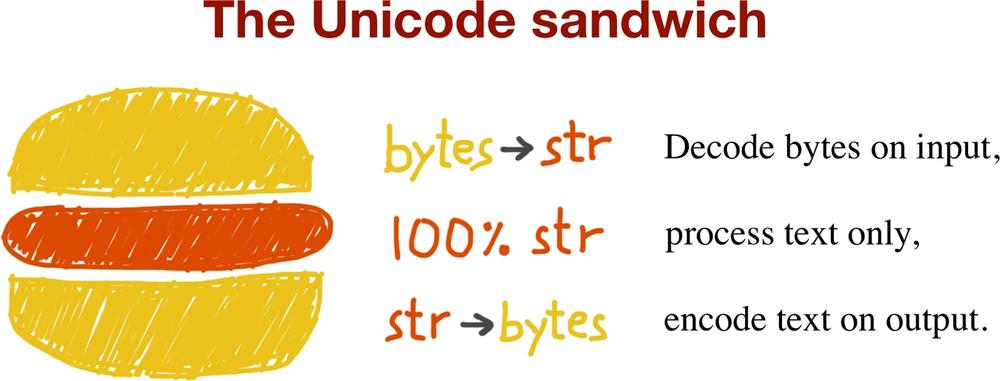 The Unicode sandwich
bytes → str Decode bytes on input,
100% str process text only,
str → bytes encode text on output.